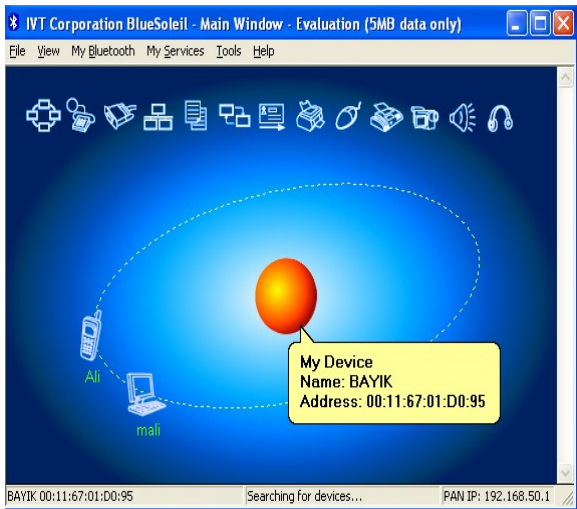 IVT Corporation BlueSoleil - Main Window - Evaluation (5MB data only)
File View My Bluetooth My Services Tools Help
My Device
Name: BAYIK
Address: 00:11:67:01:D0:95
Ali
mali
BAYIK 00:11:67:01:D0:95 Searching for devices... PAN IP: 192.168.50.1